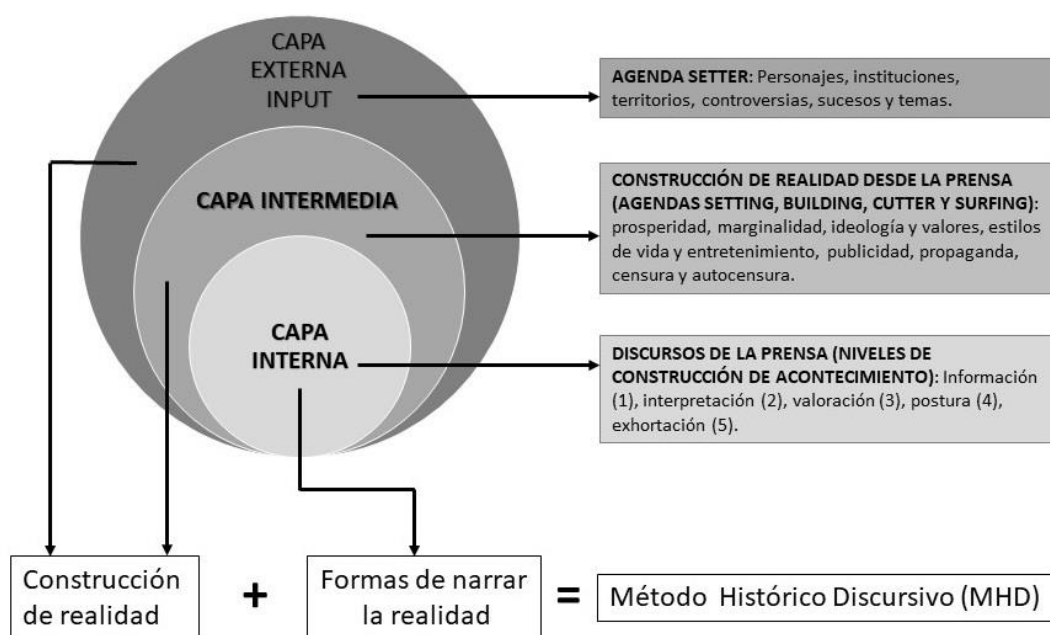 CAPA
EXTERNA
INPUT
AGENDA SETTER: Personajes, instituciones,
territorios, controversias, sucesos y temas.
CAPA INTERMEDIA
CONSTRUCCIÓN DE REALIDAD DESDE LA PRENSA
(AGENDAS SETTING, BUILDING, CUTTER Y SURFING):
prosperidad, marginalidad, ideología y valores, estilos
de vida y entretenimiento, publicidad, propaganda,
censura y autocensura.
CAPA
INTERNA
DISCURSOS DE LA PRENSA (NIVELES DE
CONSTRUCCIÓN DE ACONTECIMIENTO): Información
(1), interpretación (2), valoración (3), postura (4),
exhortación (5).
Construcción
de realidad
+
Formas de narrar
la realidad
=
Método Histórico Discursivo (MHD)